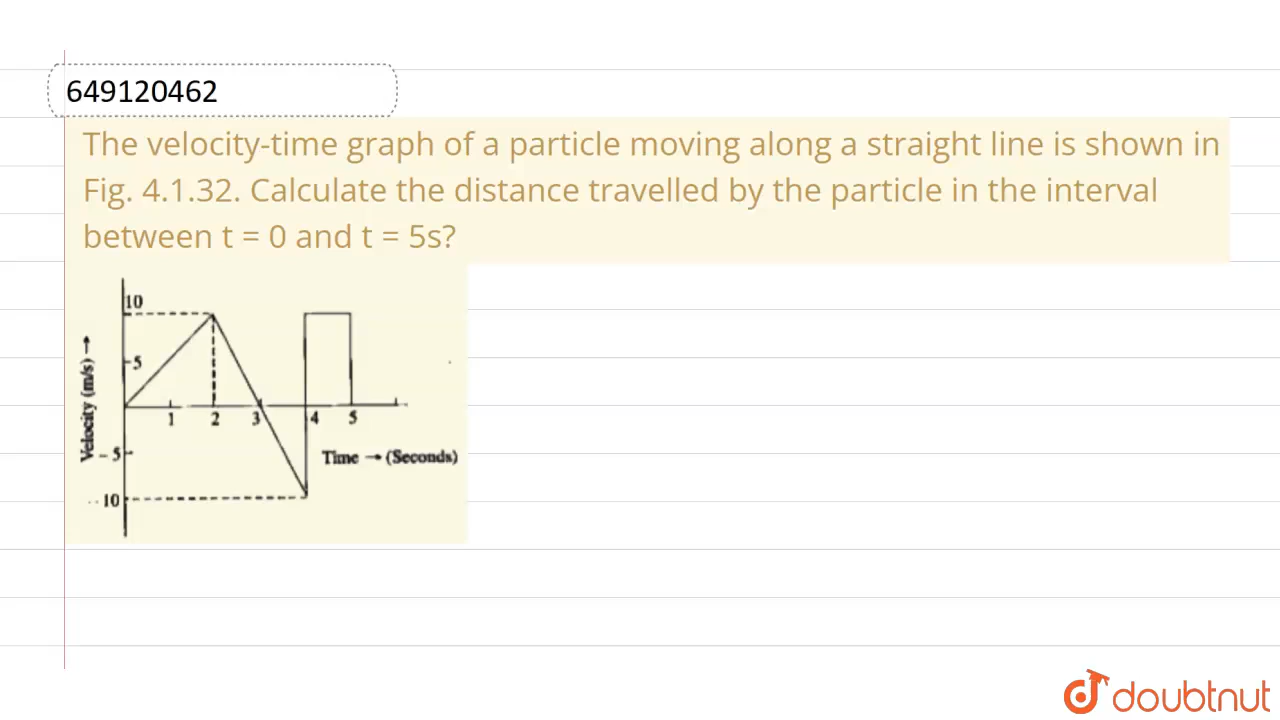 649120462
The velocity-time graph of a particle moving along a straight line is shown in
Fig. 4.1.32. Calculate the distance travelled by the particle in the interval
between t = 0 and t = 5s?
10
5
1 2 3 4 5
- 5
Time → (Seconds)
- 10
Velocity (m/s) →
doubtnut